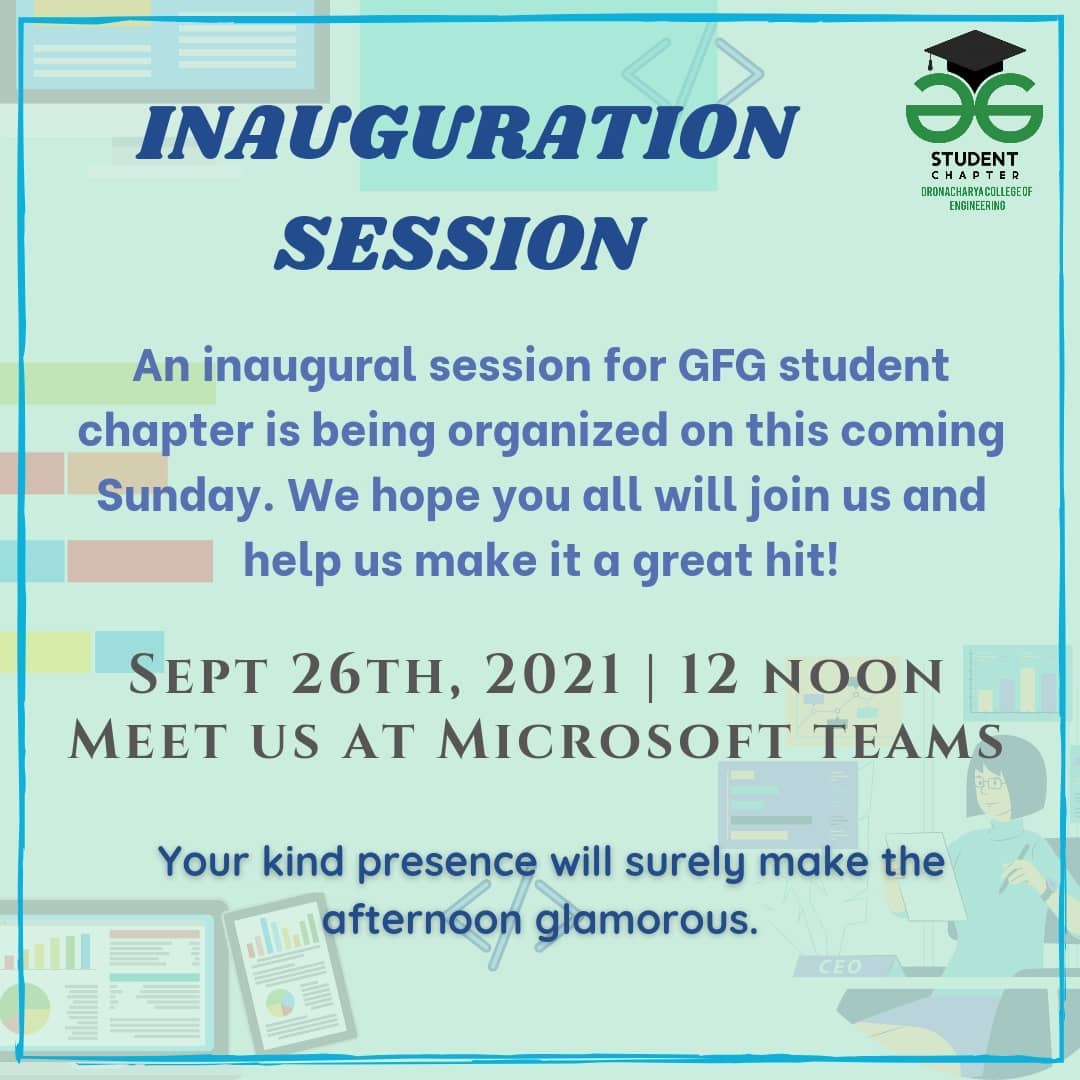 INAUGURATION
SESSION
STUDENT
CHAPTER
DRONACHARYA COLLEGE OF
ENGINEERING
An inaugural session for GFG student
chapter is being organized on this coming
Sunday. We hope you all will join us and
help us make it a great hit!
SEPT 26TH, 2021 | 12 NOON
MEET US AT MICROSOFT TEAMS
Your kind presence will surely make the
afternoon glamorous.
CEO